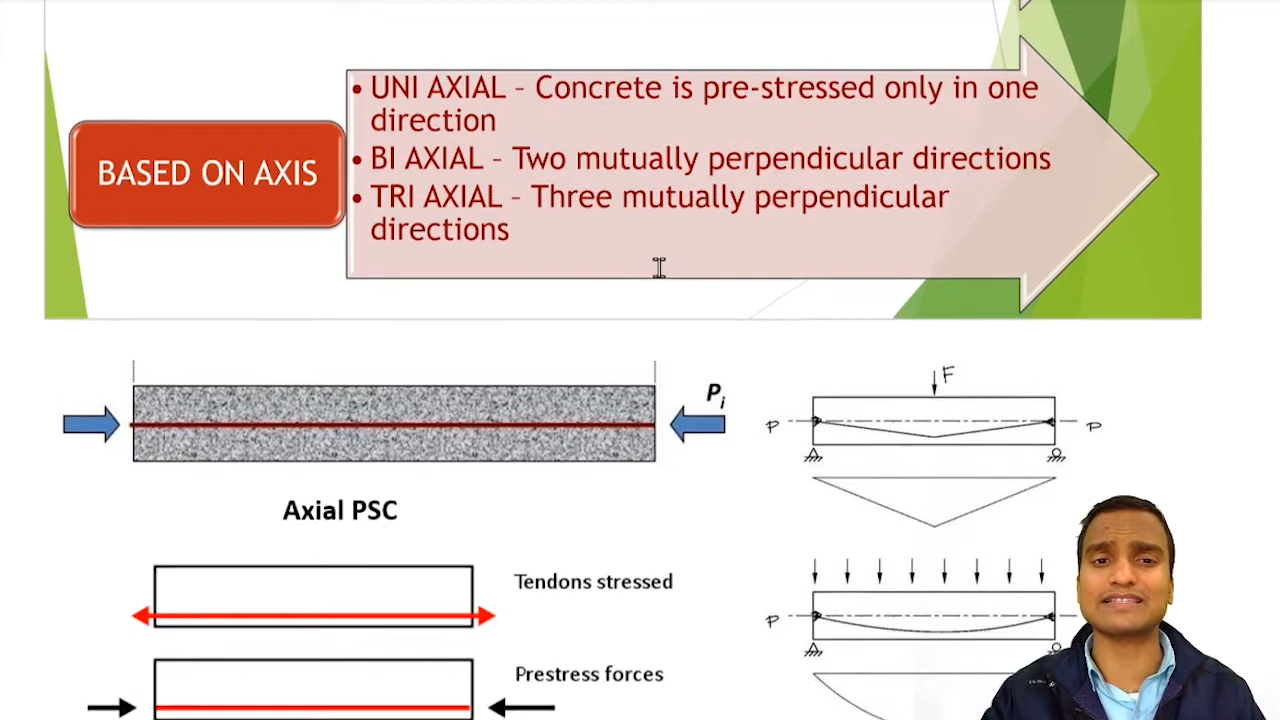 BASED ON AXIS
• UNI AXIAL – Concrete is pre-stressed only in one
direction
• BI AXIAL – Two mutually perpendicular directions
• TRI AXIAL – Three mutually perpendicular
directions
Pi
F
P
P
Axial PSC
Tendons stressed
P
Prestress forces